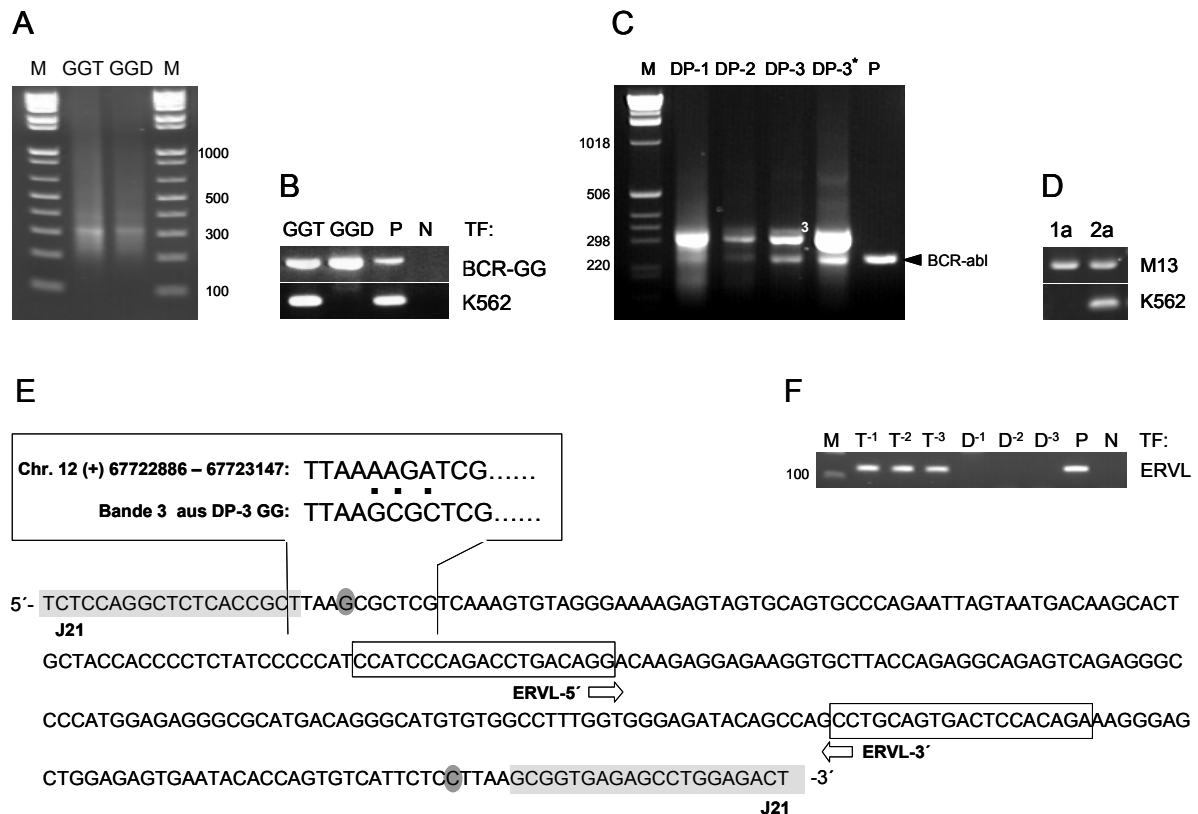 A
M GGT GGD M
1000
500
300
100
B
GGT GGD P N TF:
BCR-GG
K562
C
M DP-1 DP-2 DP-3 DP-3* P
1018
506
298
220
3
BCR-abl
D
1a 2a
M13
K562
E
Chr. 12 (+) 67722886 – 67723147: TTAAAAGATCG......
Bande 3 aus DP-3 GG: TTAAGCGCTCG......
5´- TCTCCAGGCTCTCACCGCTTAAGCGCTCGTCAAAGTGTAGGGAAAAGAGTAGTGCAGTGCCCAGAATTAGTAATGACAAGCACT
J21
GCTACCACCCCTCTATCCCCCATCCATCCCAGACCTGACAGGACAAGAGGAGAAGGTGCTTACCAGAGGCAGAGTCAGAGGGC
ERVL-5´
CCCATGGAGAGGGCGCATGACAGGGCATGTGTGGCCTTTGGTGGGAGATACAGCCAGCCTGCAGTGACTCCACAGAAAGGGAG
ERVL-3´
CTGGAGAGTGAATACACCAGTGTCATTCTCCTTAAGCGGTGAGAGCCTGGAGACT -3´
J21
F
M T-1 T-2 T-3 D-1 D-2 D-3 P N TF:
100
ERVL